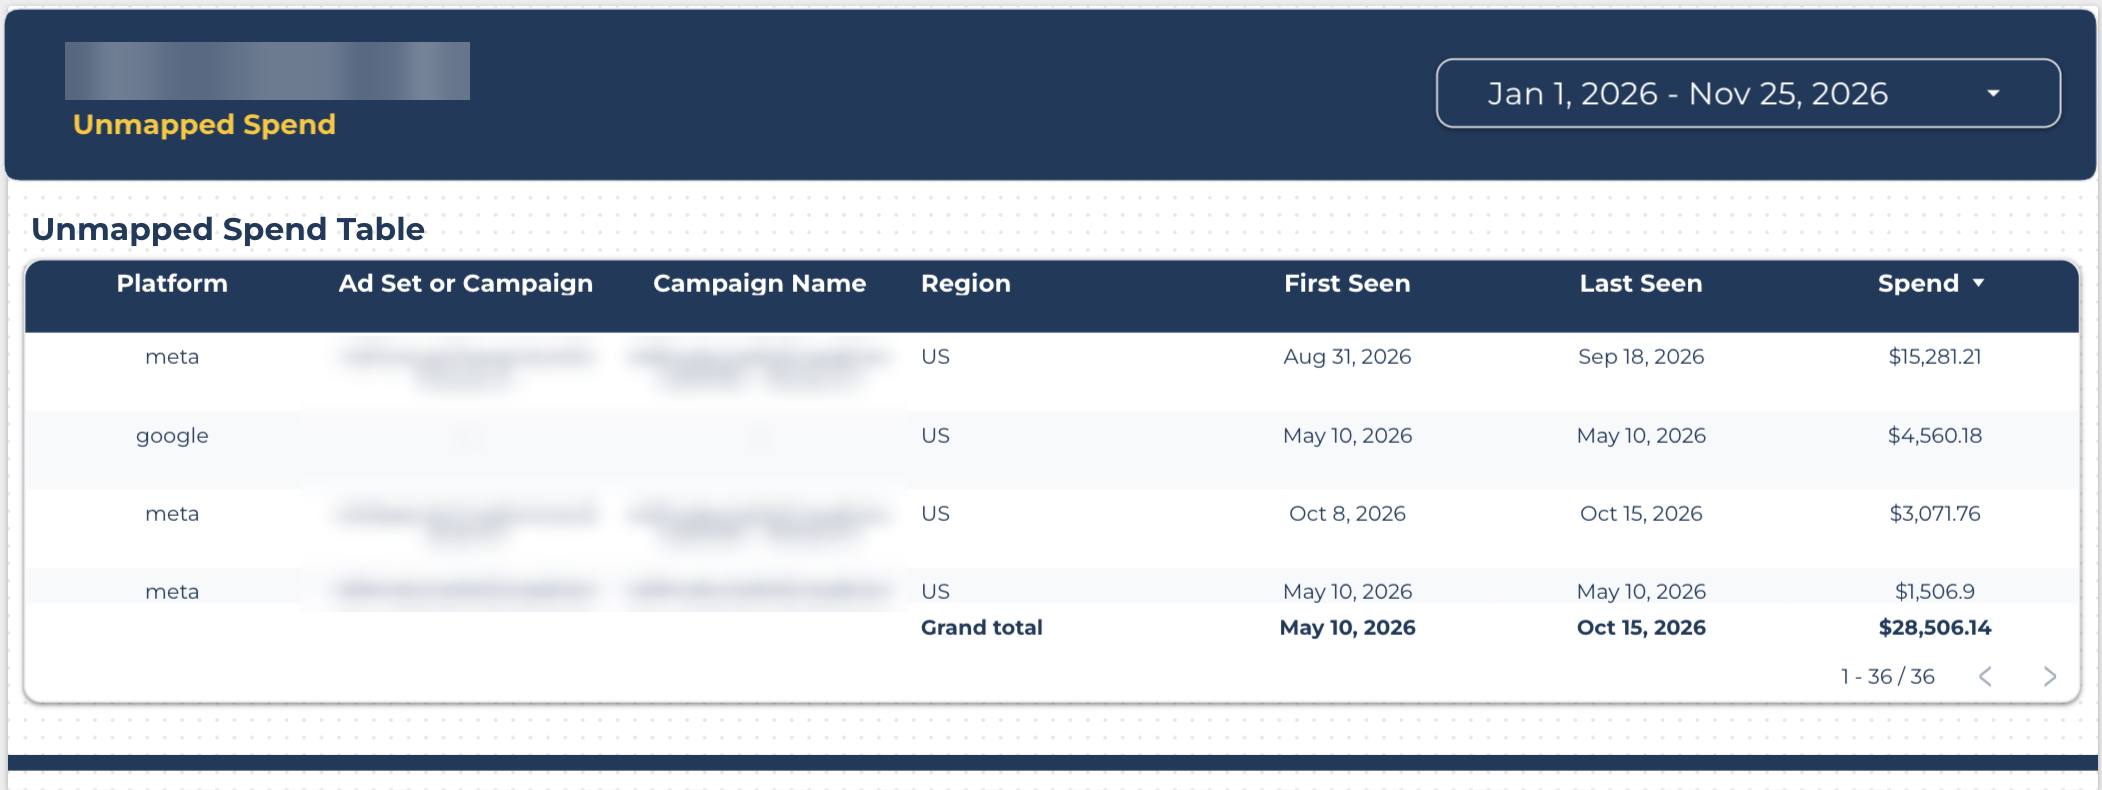 Unmapped Spend
Jan 1, 2026 - Nov 25, 2026
Unmapped Spend Table
Platform Ad Set or Campaign Campaign Name Region First Seen Last Seen Spend
meta US Aug 31, 2026 Sep 18, 2026 $15,281.21
google US May 10, 2026 May 10, 2026 $4,560.18
meta US Oct 8, 2026 Oct 15, 2026 $3,071.76
meta US May 10, 2026 May 10, 2026 $1,506.9
Grand total May 10, 2026 Oct 15, 2026 $28,506.14
1 - 36 / 36